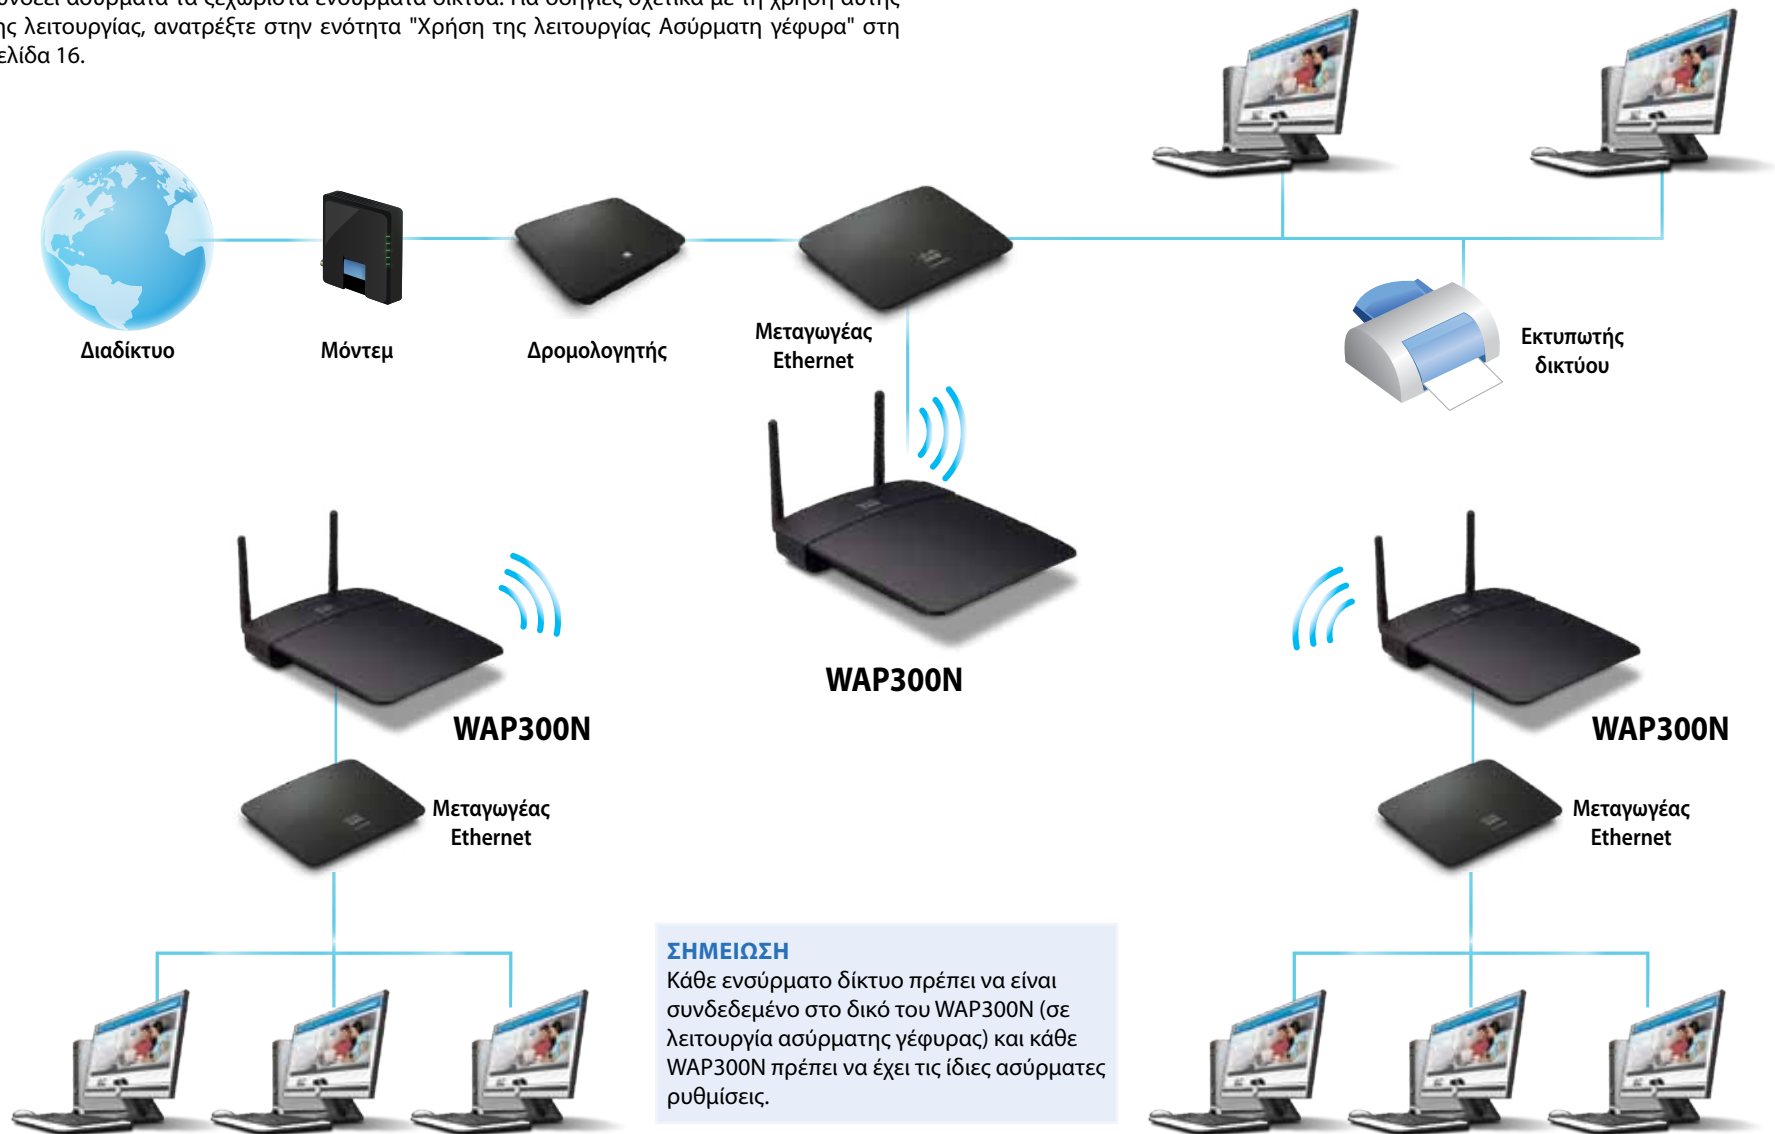 της λειτουργίας, ανατρέξτε στην ενότητα "Χρήση της λειτουργίας Ασύρματη γέφυρα" στη
σελίδα 16.
Διαδίκτυο
Μόντεμ
Δρομολογητής
Μεταγωγέας
Ethernet
Εκτυπωτής
δικτύου
WAP300N
WAP300N
WAP300N
Μεταγωγέας
Ethernet
Μεταγωγέας
Ethernet
ΣΗΜΕΙΩΣΗ
Κάθε ενσύρματο δίκτυο πρέπει να είναι
συνδεδεμένο στο δικό του WAP300N (σε
λειτουργία ασύρματης γέφυρας) και κάθε
WAP300N πρέπει να έχει τις ίδιες ασύρματες
ρυθμίσεις.